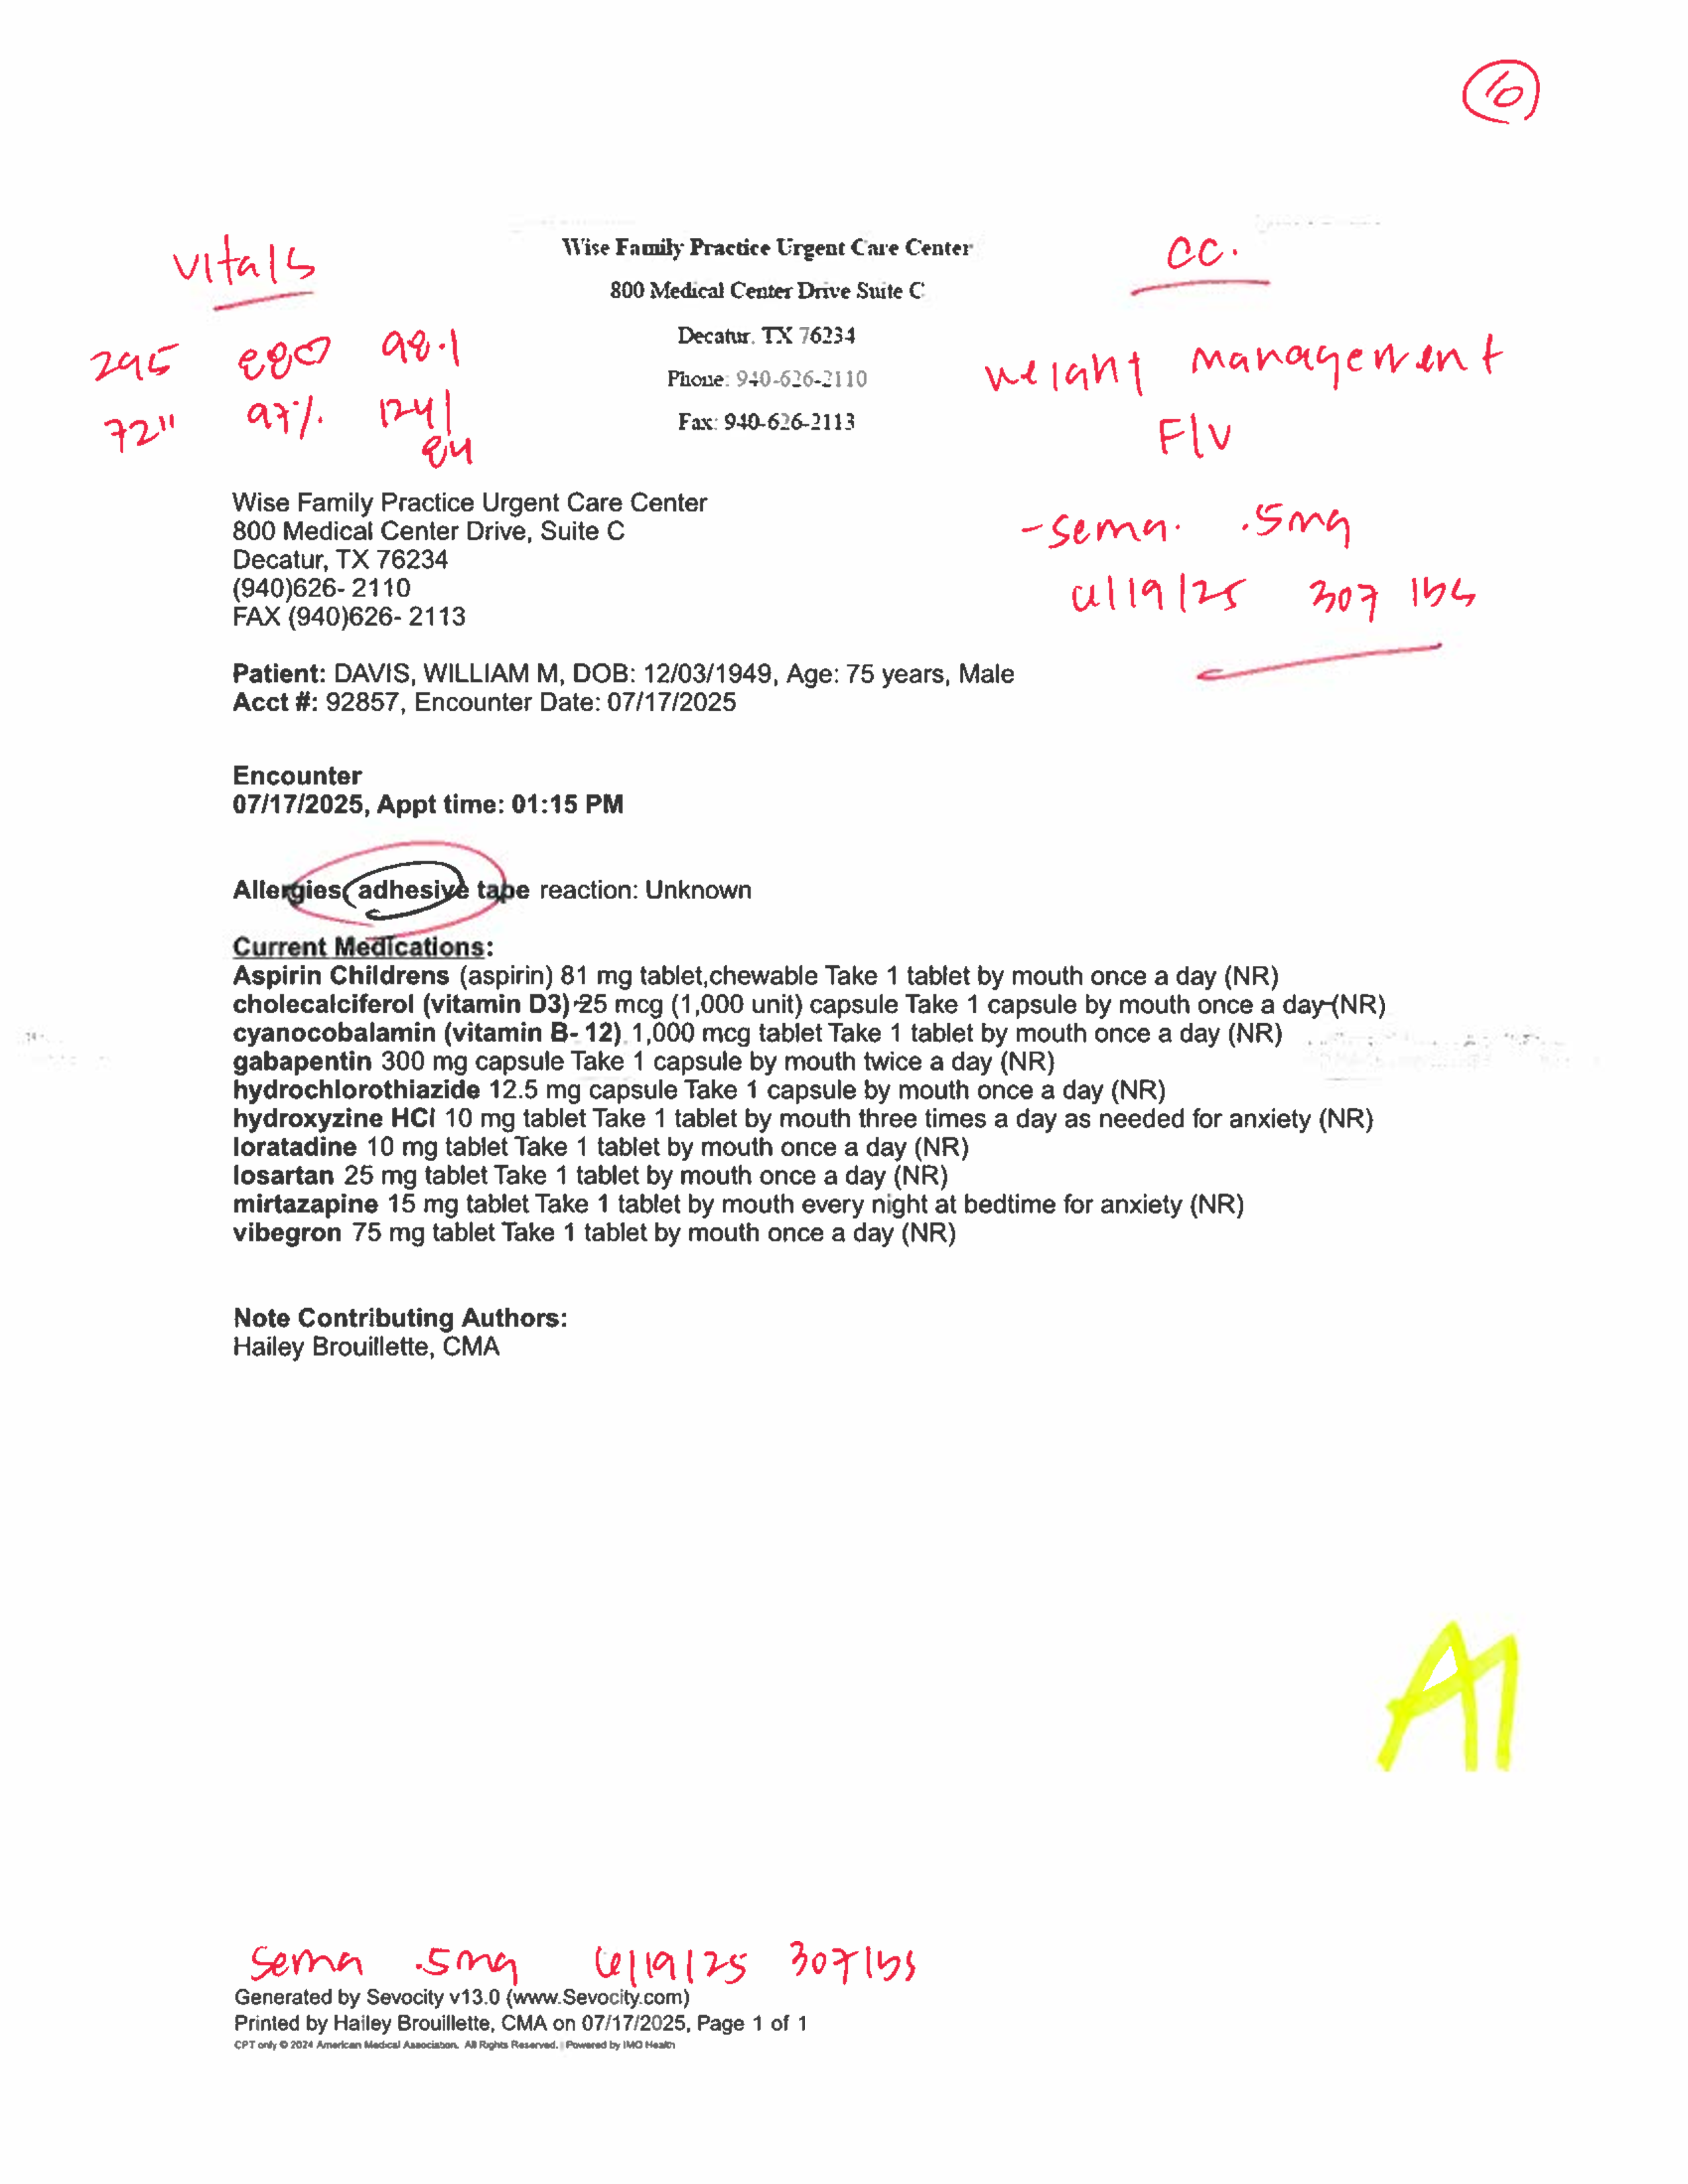 6
vitals
295 880 98.1
72" 97% 124/
84
Wise Family Practice Urgent Care Center
800 Medical Center Drive Suite C
Decatur, TX 76234
Phone: 940-626-2110
Fax: 940-626-2113
cc.
weight management
F/V
-sema. .5mg
6/19/25 307 lbs
Wise Family Practice Urgent Care Center
800 Medical Center Drive, Suite C
Decatur, TX 76234
(940)626- 2110
FAX (940)626- 2113
Patient: DAVIS, WILLIAM M, DOB: 12/03/1949, Age: 75 years, Male
Acct #: 92857, Encounter Date: 07/17/2025
Encounter
07/17/2025, Appt time: 01:15 PM
Allergies adhesive tape reaction: Unknown
Current Medications:
Aspirin Childrens (aspirin) 81 mg tablet,chewable Take 1 tablet by mouth once a day (NR)
cholecalciferol (vitamin D3) 25 mcg (1,000 unit) capsule Take 1 capsule by mouth once a day (NR)
cyanocobalamin (vitamin B- 12) 1,000 mcg tablet Take 1 tablet by mouth once a day (NR)
gabapentin 300 mg capsule Take 1 capsule by mouth twice a day (NR)
hydrochlorothiazide 12.5 mg capsule Take 1 capsule by mouth once a day (NR)
hydroxyzine HCl 10 mg tablet Take 1 tablet by mouth three times a day as needed for anxiety (NR)
loratadine 10 mg tablet Take 1 tablet by mouth once a day (NR)
losartan 25 mg tablet Take 1 tablet by mouth once a day (NR)
mirtazapine 15 mg tablet Take 1 tablet by mouth every night at bedtime for anxiety (NR)
vibegron 75 mg tablet Take 1 tablet by mouth once a day (NR)
Note Contributing Authors:
Hailey Brouillette, CMA
A1
sema .5mg 6/19/25 307 lbs
Generated by Sevocity v13.0 (www.Sevocity.com)
Printed by Hailey Brouillette, CMA on 07/17/2025, Page 1 of 1
CPT only © 2024 American Medical Association. All Rights Reserved. | Powered by IMO Health